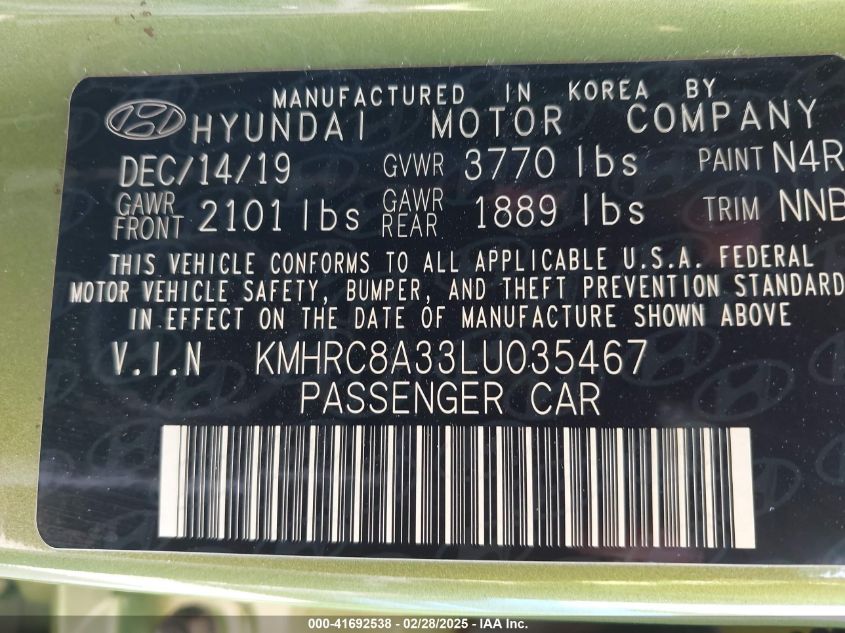 MANUFACTURED IN KOREA BY
HYUNDAI MOTOR COMPANY
DEC/14/19 GVWR 3770 lbs PAINT N4R
GAWR FRONT 2101 lbs GAWR REAR 1889 lbs TRIM NNB
THIS VEHICLE CONFORMS TO ALL APPLICABLE U.S.A. FEDERAL
MOTOR VEHICLE SAFETY, BUMPER, AND THEFT PREVENTION STANDARD
IN EFFECT ON THE DATE OF MANUFACTURE SHOWN ABOVE
V.I.N KMHRC8A33LU035467
PASSENGER CAR
000-41692538 - 02/28/2025 - IAA Inc.